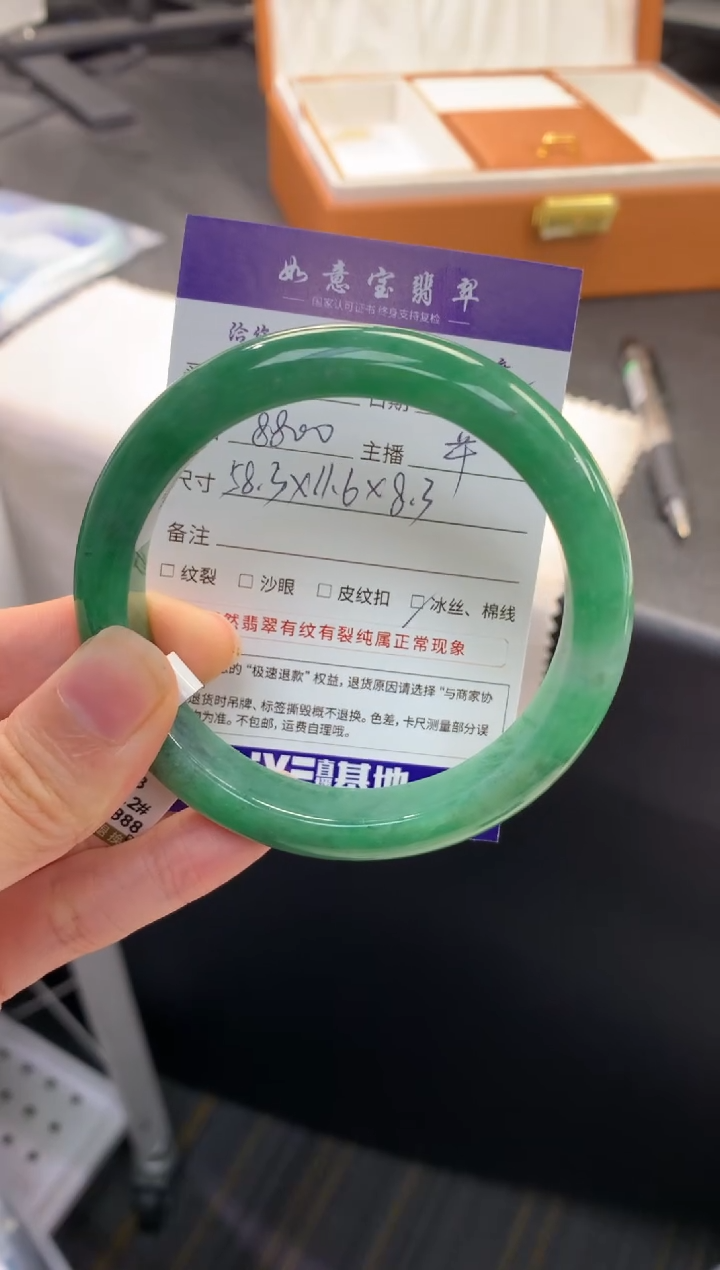 如意宝翡翠
国家认可证书 终身支持复检
日期
8800 主播
尺寸 58.3×11.6×8.3
备注
□ 纹裂 □ 沙眼 □ 皮纹扣 □ 冰丝、棉线
然翡翠有纹有裂纯属正常现象
的“极速退款”权益，退货原因请选择“与商家协
退货时吊牌、标签撕毁概不退换。色差，卡尺测量部分误
为准。不包邮，运费自理哦。
基地
2#
888